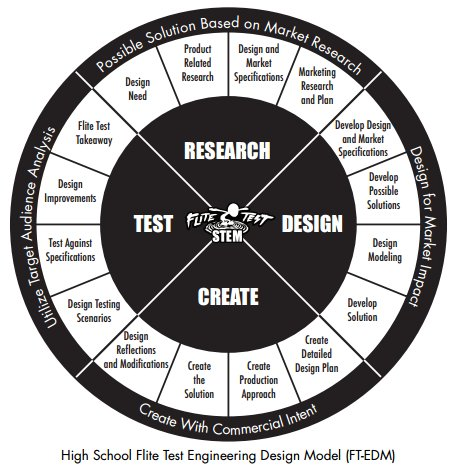 Possible Solution Based on Market Research
Design
Need
Product
Related
Research
Design and
Market
Specifications
Marketing
Research
and Plan
RESEARCH
Design for Market Impact
Develop Design
and Market
Specifications
Develop
Possible
Solutions
Design
Modeling
Develop
Solution
DESIGN
Create With Commercial Intent
Create
Detailed
Design Plan
Create
Production
Approach
Create
the
Solution
Design
Reflections
and Modifications
CREATE
Utilize Target Audience Analysis
Design Testing
Scenarios
Test Against
Specifications
Design
Improvements
Flite Test
Takeaway
TEST
FLITE TEST
STEM
High School Flite Test Engineering Design Model (FT-EDM)